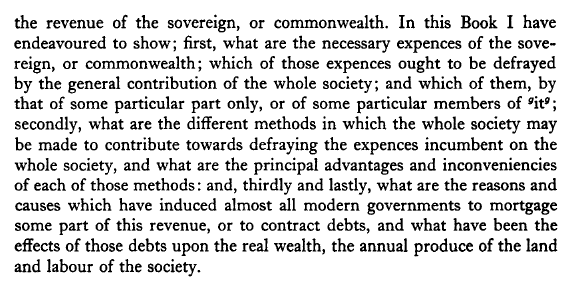 the revenue of the sovereign, or commonwealth. In this Book I have
endeavoured to show; first, what are the necessary expences of the sove-
reign, or commonwealth; which of those expences ought to be defrayed
by the general contribution of the whole society; and which of them, by
that of some particular part only, or of some particular members of ᵍitᵍ;
secondly, what are the different methods in which the whole society may
be made to contribute towards defraying the expences incumbent on the
whole society, and what are the principal advantages and inconveniencies
of each of those methods: and, thirdly and lastly, what are the reasons and
causes which have induced almost all modern governments to mortgage
some part of this revenue, or to contract debts, and what have been the
effects of those debts upon the real wealth, the annual produce of the land
and labour of the society.